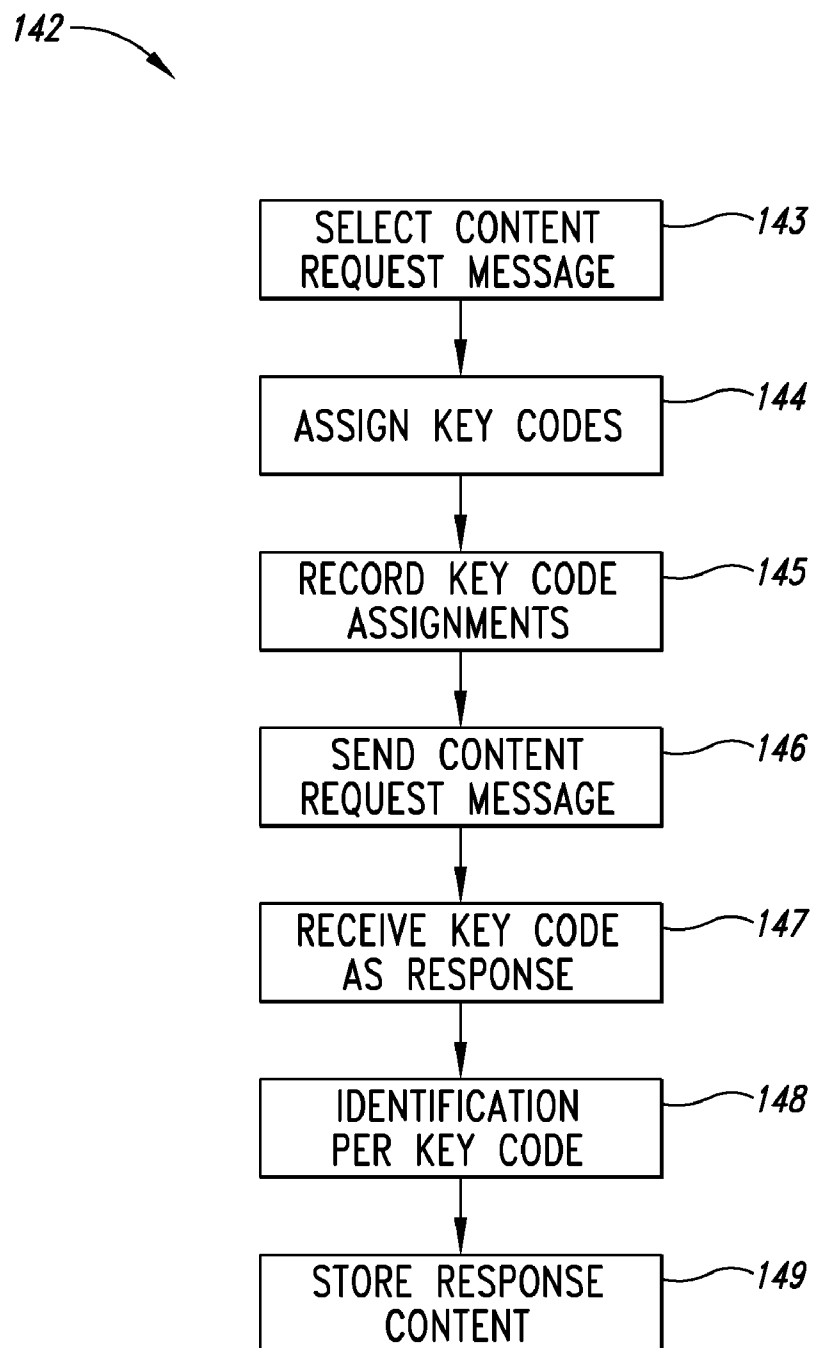 142
SELECT CONTENT
REQUEST MESSAGE
143
ASSIGN KEY CODES
144
RECORD KEY CODE
ASSIGNMENTS
145
SEND CONTENT
REQUEST MESSAGE
146
RECEIVE KEY CODE
AS RESPONSE
147
IDENTIFICATION
PER KEY CODE
148
STORE RESPONSE
CONTENT
149